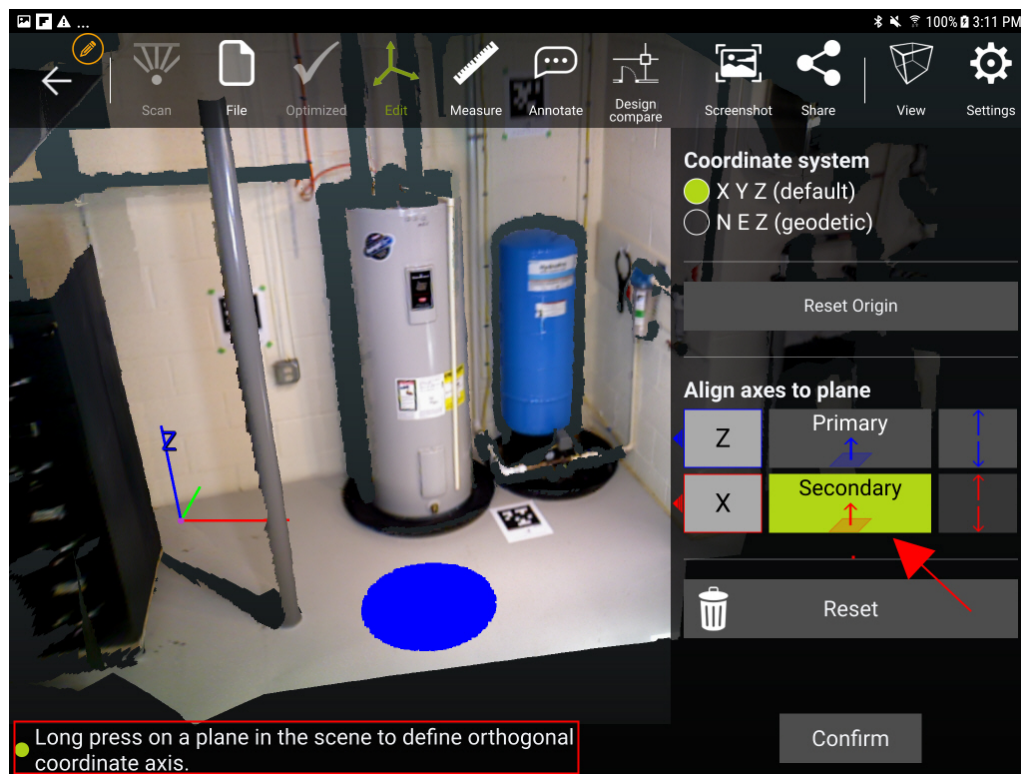 ... 100% 3:11 PM
Scan File Optimized Edit Measure Annotate Design compare Screenshot Share View Settings
Coordinate system
X Y Z (default)
N E Z (geodetic)
Reset Origin
Align axes to plane
Z Primary
X Secondary
Reset
Z
Long press on a plane in the scene to define orthogonal
coordinate axis.
Confirm